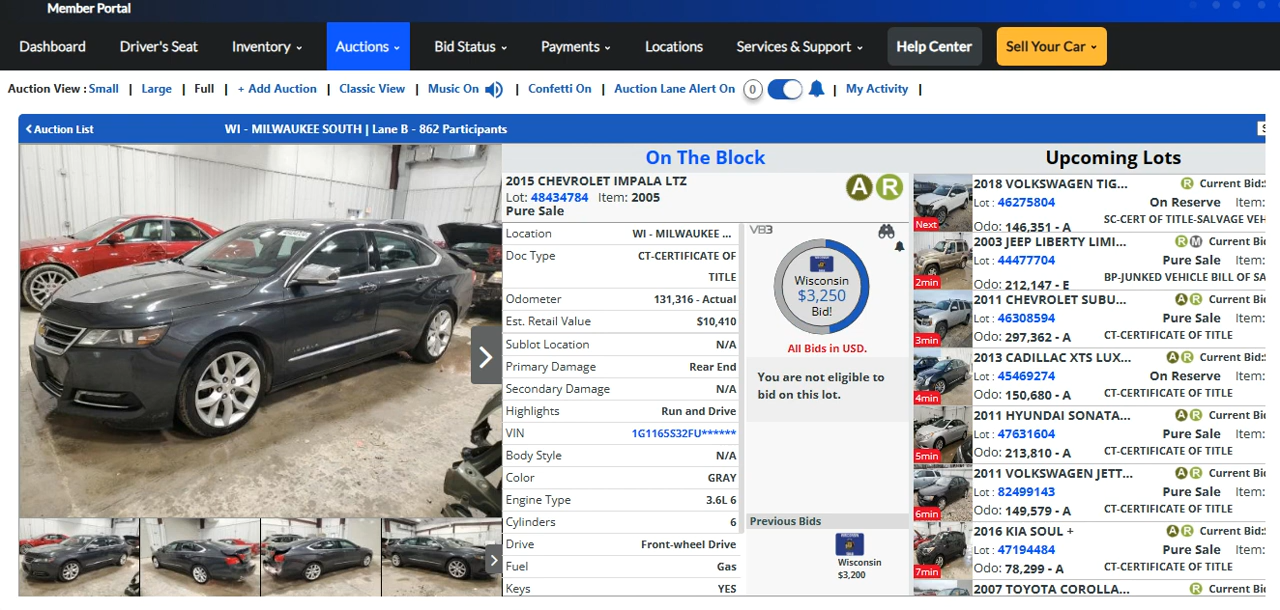 Member Portal
Dashboard Driver's Seat Inventory Auctions Bid Status Payments Locations Services & Support Help Center Sell Your Car
Auction View : Small | Large | Full | + Add Auction | Classic View | Music On | Confetti On | Auction Lane Alert On 0 | My Activity |
Auction List WI - MILWAUKEE SOUTH | Lane B - 862 Participants
On The Block
2015 CHEVROLET IMPALA LTZ
Lot: 48434784 Item: 2005
Pure Sale
A R
Location WI - MILWAUKEE ...
Doc Type CT-CERTIFICATE OF
TITLE
Odometer 131,316 - Actual
Est. Retail Value $10,410
Sublot Location N/A
Primary Damage Rear End
Secondary Damage N/A
Highlights Run and Drive
VIN 1G1165S32FU******
Body Style N/A
Color GRAY
Engine Type 3.6L 6
Cylinders 6
Drive Front-wheel Drive
Fuel Gas
Keys YES
VB3
Wisconsin
$3,250
Bid!
All Bids in USD.
You are not eligible to
bid on this lot.
Previous Bids
Wisconsin
$3,200
Upcoming Lots
2018 VOLKSWAGEN TIG... R Current Bid:
Lot : 46275804 On Reserve Item:
SC-CERT OF TITLE-SALVAGE VEH
Next Odo: 146,351 - A
2003 JEEP LIBERTY LIMI... R M Current Bi
Lot : 44477704 Pure Sale Item:
BP-JUNKED VEHICLE BILL OF SA
2min Odo: 212,147 - E
2011 CHEVROLET SUBU... A R Current Bi
Lot : 46308594 Pure Sale Item:
3min Odo: 297,362 - A CT-CERTIFICATE OF TITLE
2013 CADILLAC XTS LUX... A R Current Bid:
Lot : 45469274 On Reserve Item:
4min Odo: 150,680 - A CT-CERTIFICATE OF TITLE
2011 HYUNDAI SONATA... A R Current Bi
Lot : 47631604 Pure Sale Item:
5min Odo: 213,810 - A CT-CERTIFICATE OF TITLE
2011 VOLKSWAGEN JETT... A R Current Bi
Lot : 82499143 Pure Sale Item:
6min Odo: 149,579 - A CT-CERTIFICATE OF TITLE
2016 KIA SOUL + A R Current Bid:
Lot : 47194484 Pure Sale Item:
7min Odo: 78,299 - A CT-CERTIFICATE OF TITLE
2007 TOYOTA COROLLA... R Current Bi